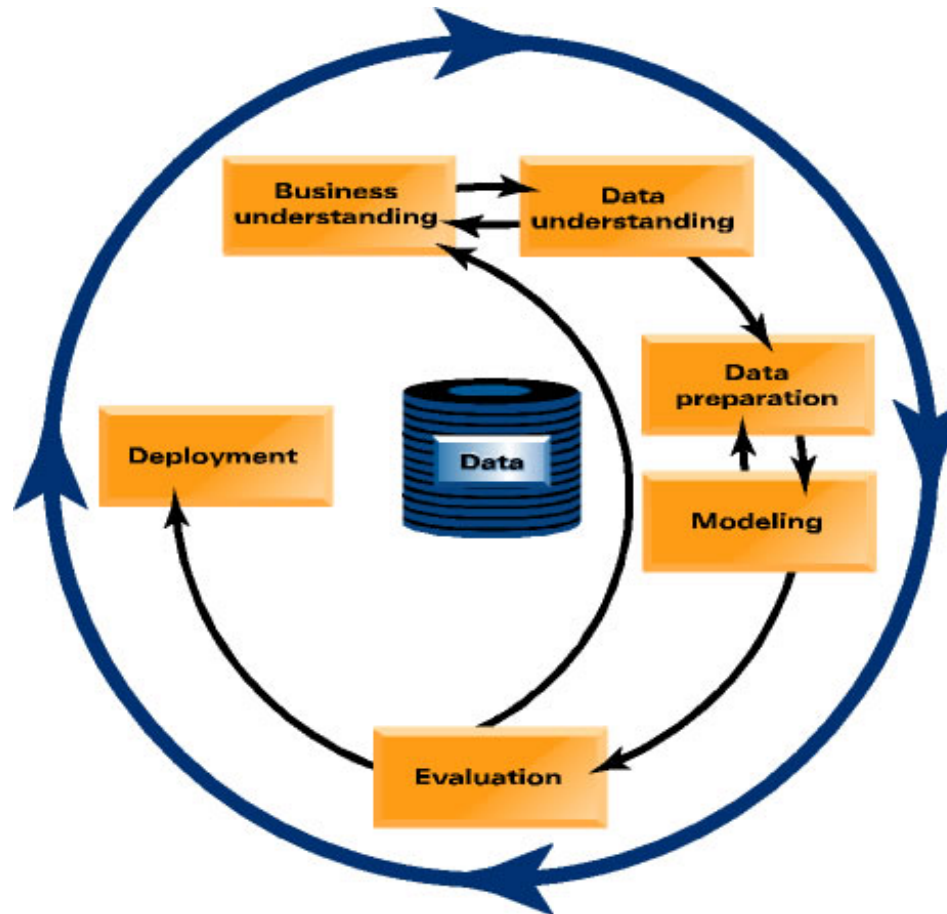 Business
understanding
Data
understanding
Data
preparation
Deployment
Data
Modeling
Evaluation